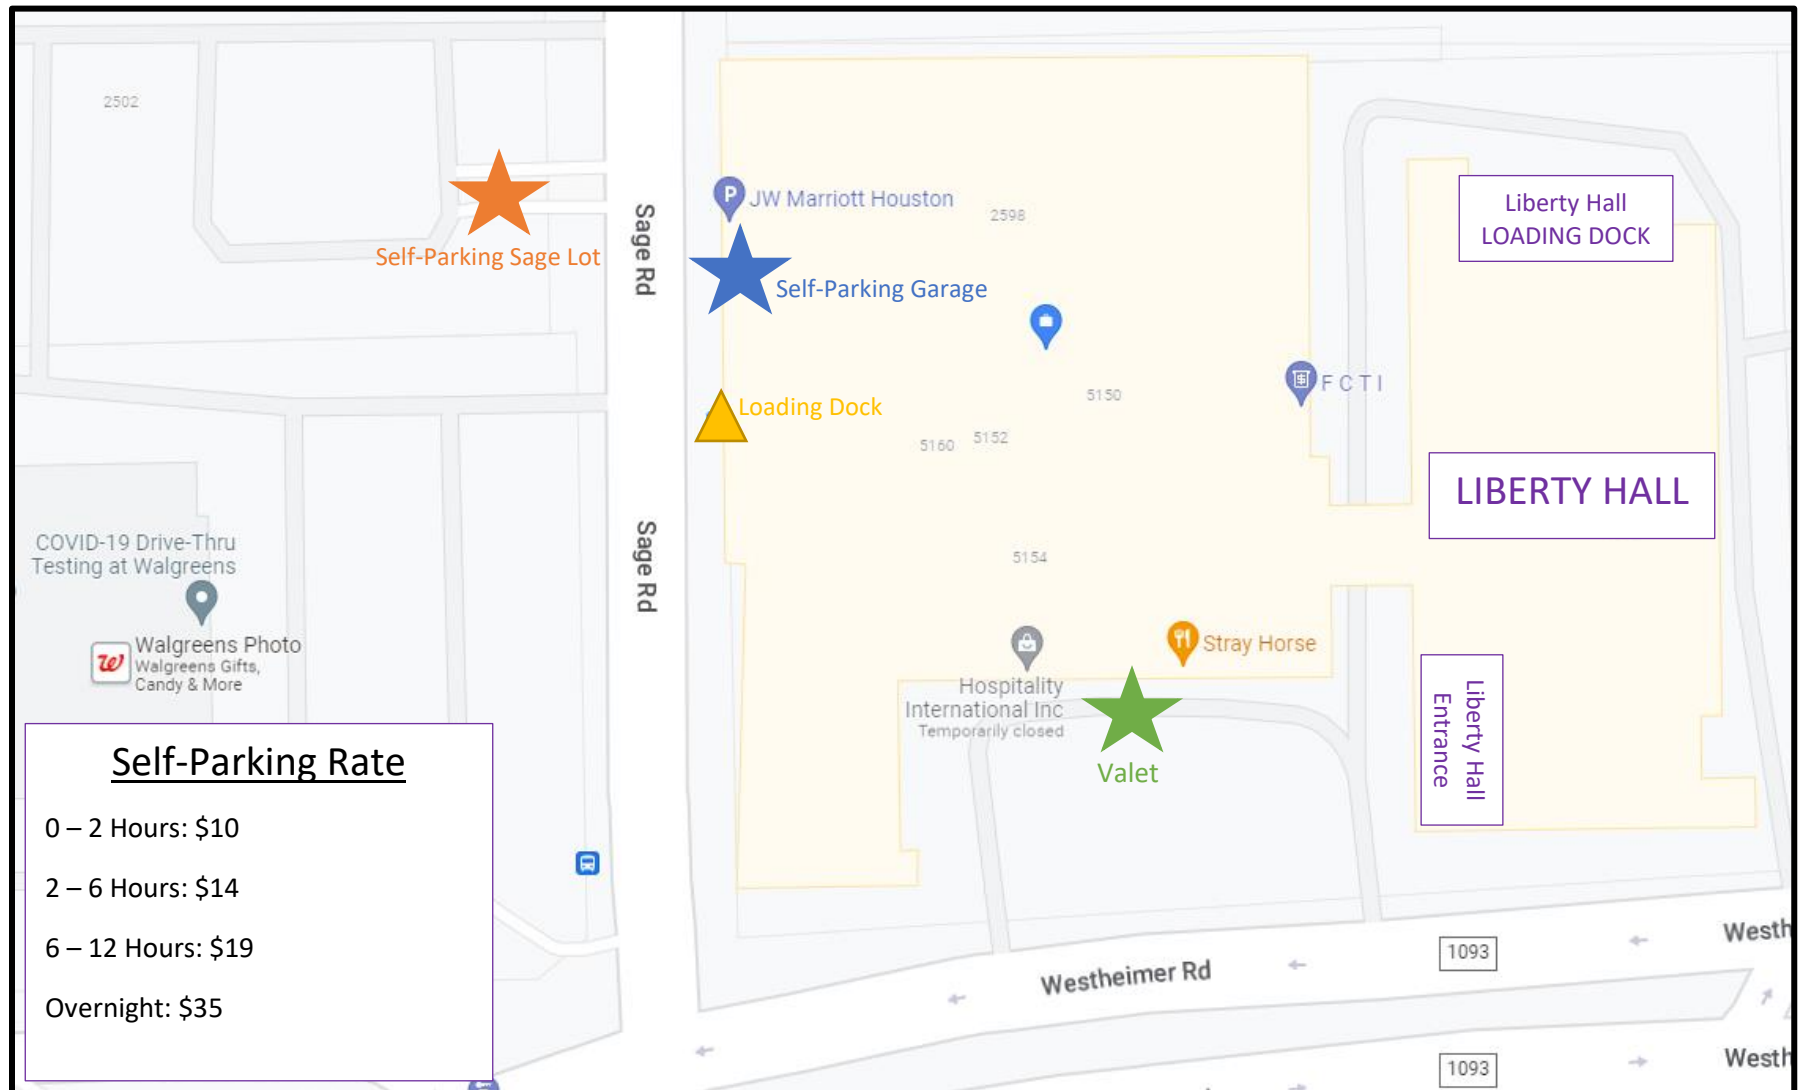 2502
JW Marriott Houston
2598
Liberty Hall
LOADING DOCK
Self-Parking Sage Lot
Sage Rd
Self-Parking Garage
Loading Dock
5150
FCTI
5160
5152
LIBERTY HALL
COVID-19 Drive-Thru
Testing at Walgreens
Sage Rd
5154
Walgreens Photo
Walgreens Gifts,
Candy & More
Stray Horse
Hospitality
International Inc
Temporarily closed
Valet
Liberty Hall
Entrance
Self-Parking Rate
0 – 2 Hours: $10
2 – 6 Hours: $14
6 – 12 Hours: $19
Overnight: $35
Westheimer Rd
1093
Westh
1093
Westh
P
W